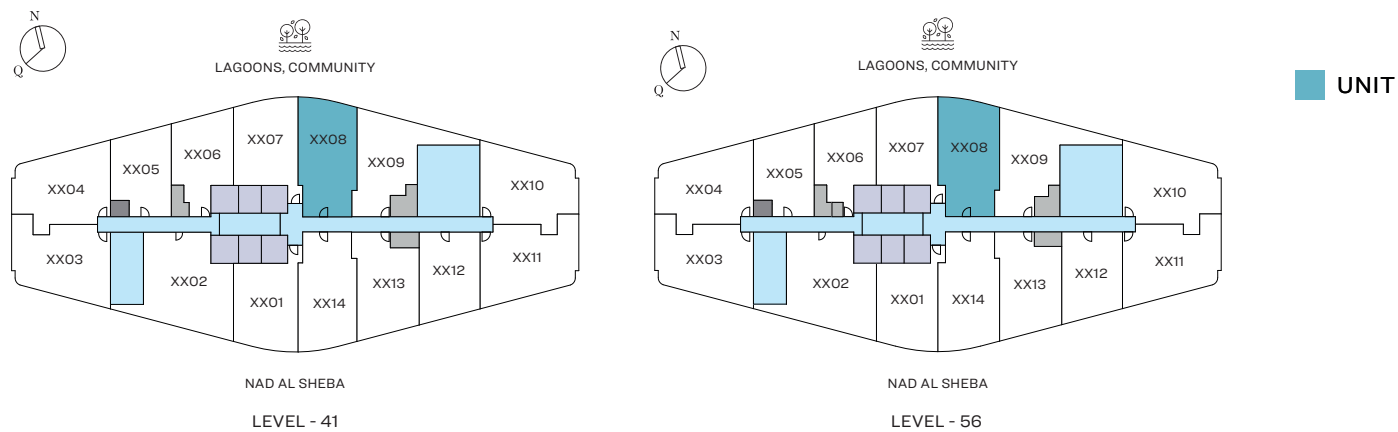 N
Q
LAGOONS, COMMUNITY
XX07
XX08
XX06
XX09
XX05
XX04
XX10
XX03
XX02
XX01
XX14
XX13
XX12
XX11
NAD AL SHEBA
LEVEL - 41
N
Q
LAGOONS, COMMUNITY
XX07
XX08
XX06
XX09
XX05
XX04
XX10
XX03
XX02
XX01
XX14
XX13
XX12
XX11
NAD AL SHEBA
LEVEL - 56
UNIT